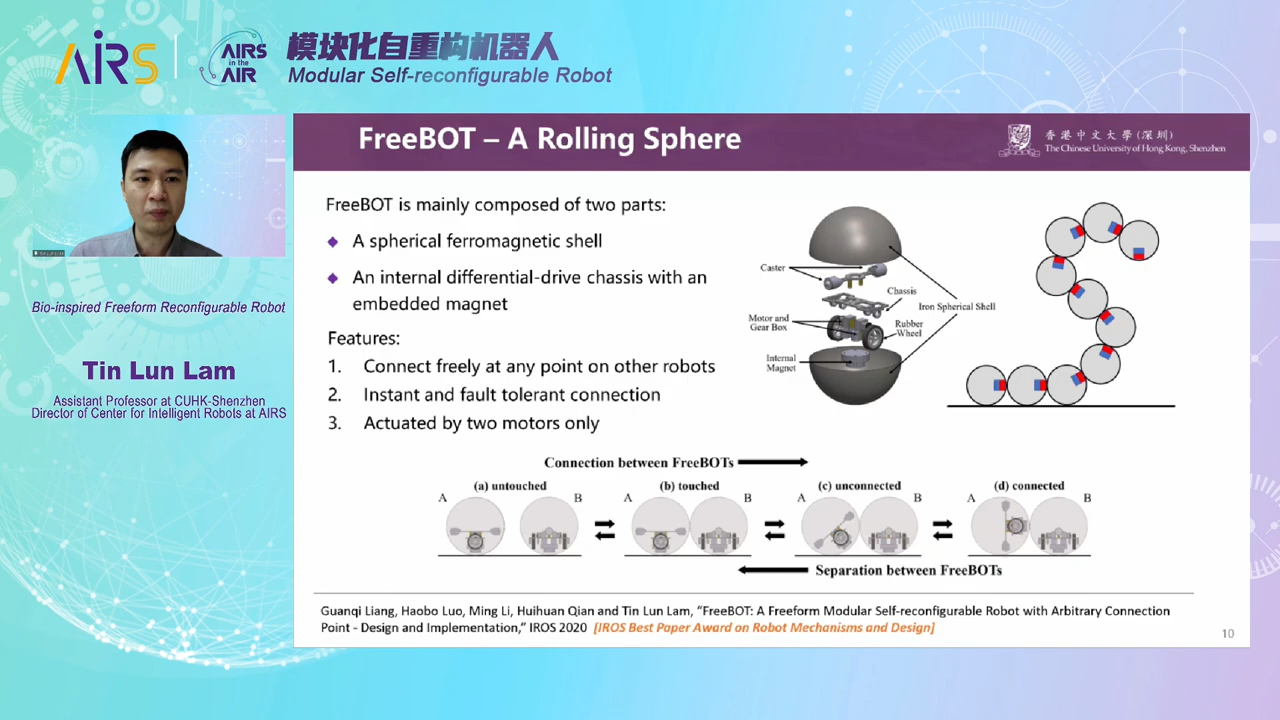 AIRS
AIRS
in the
AIR
模块化自重构机器人
Modular Self-reconfigurable Robot
Bio-inspired Freeform Reconfigurable Robot
Tin Lun Lam
Assistant Professor at CUHK-Shenzhen
Director of Center for Intelligent Robots at AIRS
FreeBOT – A Rolling Sphere
香港中文大學(深圳)
The Chinese University of Hong Kong, Shenzhen
FreeBOT is mainly composed of two parts:
A spherical ferromagnetic shell
An internal differential-drive chassis with an
embedded magnet
Features:
1. Connect freely at any point on other robots
2. Instant and fault tolerant connection
3. Actuated by two motors only
Caster
Chassis
Iron Spherical Shell
Motor and
Gear Box
Rubber
Wheel
Internal
Magnet
Connection between FreeBOTs
(a) untouched
(b) touched
(c) unconnected
(d) connected
A B A B A B A B
Separation between FreeBOTs
Guanqi Liang, Haobo Luo, Ming Li, Huihuan Qian and Tin Lun Lam, "FreeBOT: A Freeform Modular Self-reconfigurable Robot with Arbitrary Connection
Point - Design and Implementation," IROS 2020 [IROS Best Paper Award on Robot Mechanisms and Design]
10